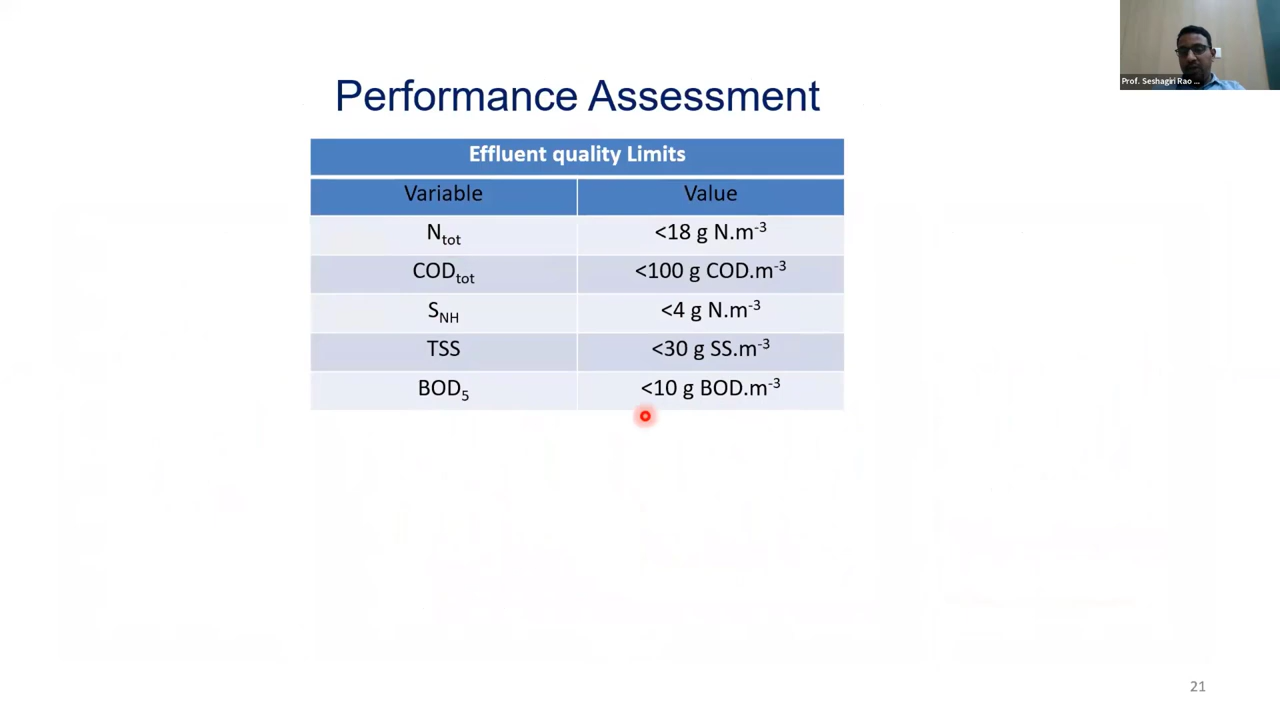 Prof. Seshagiri Rao ...
Performance Assessment
Effluent quality Limits
Variable Value
Ntot <18 g N.m-3
CODtot <100 g COD.m-3
SNH <4 g N.m-3
TSS <30 g SS.m-3
BOD5 <10 g BOD.m-3
21